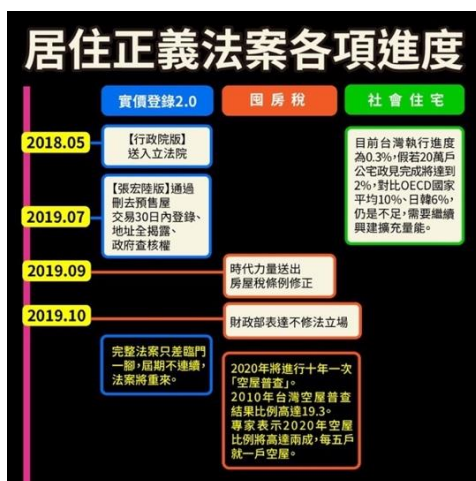 居住正義法案各項進度
實價登錄2.0
囤房稅
社會住宅
2018.05
【行政院版】
送入立法院
目前台灣執行進度
為0.3%,假若20萬戶
公宅政見完成將達到
2%,對比OECD國家
平均10%、日韓6%,
仍是不足,需要繼續
興建擴充量能。
2019.07
【張宏陸版】通過
刪去預售屋
交易30日內登錄、
地址全揭露、
政府查核權
2019.09
時代力量送出
房屋稅條例修正
2019.10
財政部表達不修法立場
完整法案只差臨門
一腳,屆期不連續,
法案將重來。
2020年將進行十年一次
「空屋普查」。
2010年台灣空屋普查
結果比例高達19.3。
專家表示2020年空屋
比例將高達兩成,每五戶
就一戶空屋。